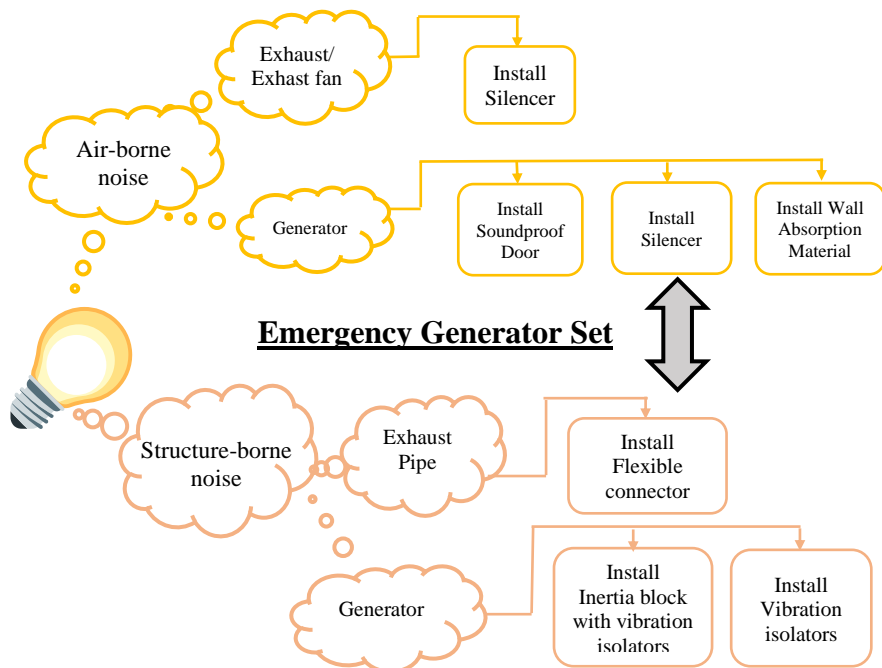 Exhaust/
Exhast fan
Install
Silencer
Air-borne
noise
Generator
Install
Soundproof
Door
Install
Silencer
Install Wall
Absorption
Material
Emergency Generator Set
Structure-borne
noise
Exhaust
Pipe
Install
Flexible
connector
Generator
Install
Inertia block
with vibration
isolators
Install
Vibration
isolators